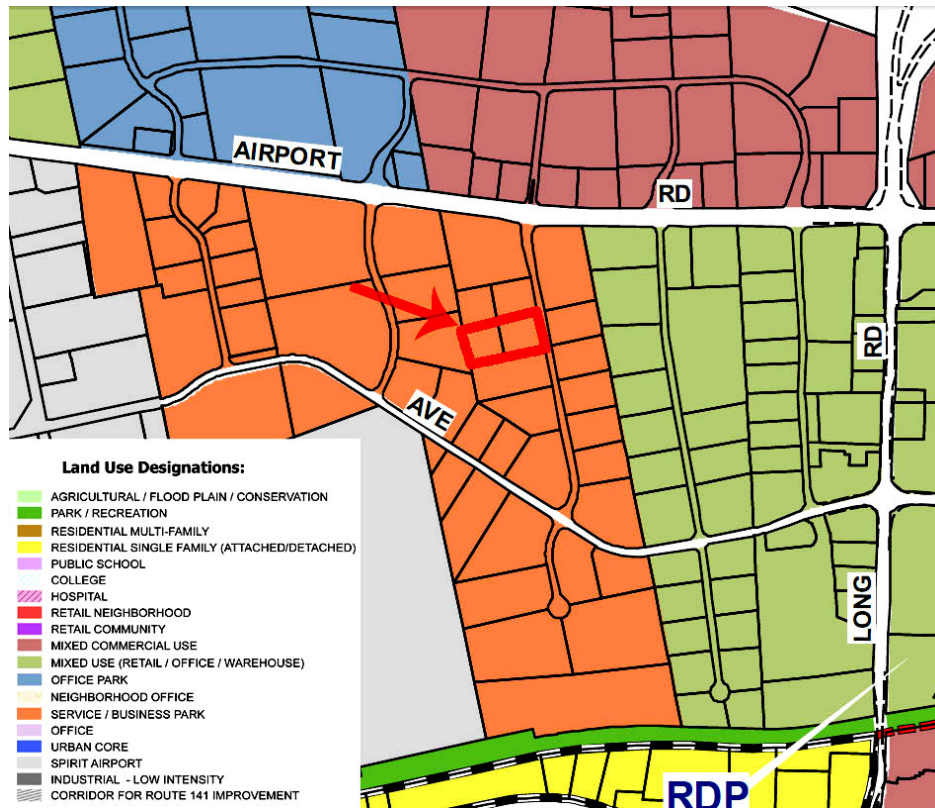 AIRPORT
RD
RD
AVE
LONG
RDP
Land Use Designations:
AGRICULTURAL / FLOOD PLAIN / CONSERVATION
PARK / RECREATION
RESIDENTIAL MULTI-FAMILY
RESIDENTIAL SINGLE FAMILY (ATTACHED/DETACHED)
PUBLIC SCHOOL
COLLEGE
HOSPITAL
RETAIL NEIGHBORHOOD
RETAIL COMMUNITY
MIXED COMMERCIAL USE
MIXED USE (RETAIL / OFFICE / WAREHOUSE)
OFFICE PARK
NEIGHBORHOOD OFFICE
SERVICE / BUSINESS PARK
OFFICE
URBAN CORE
SPIRIT AIRPORT
INDUSTRIAL - LOW INTENSITY
CORRIDOR FOR ROUTE 141 IMPROVEMENT